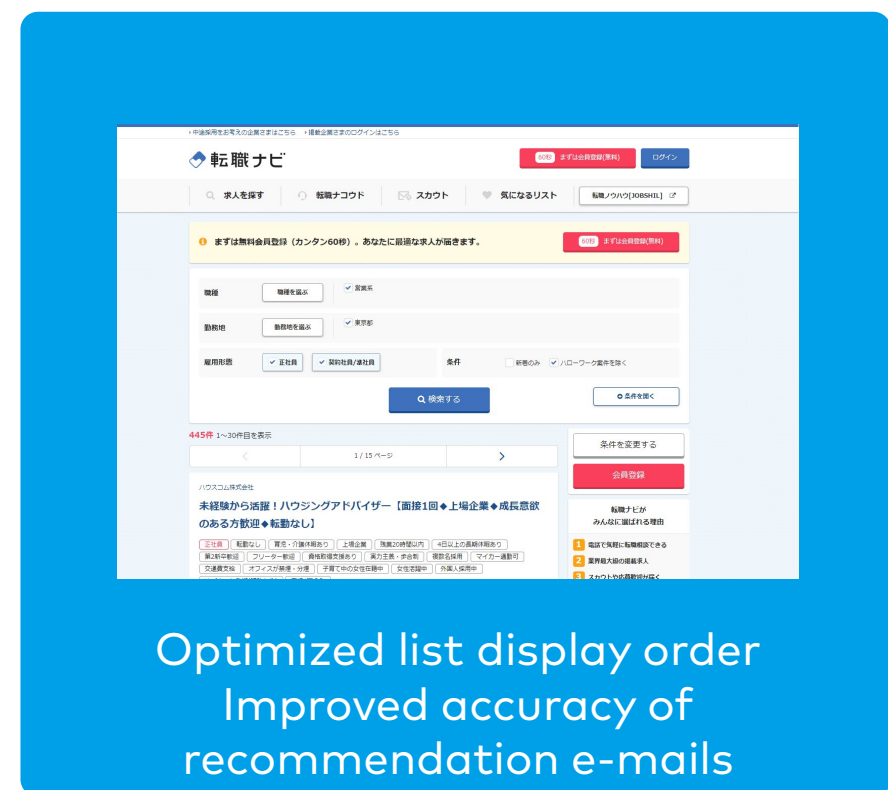 中途採用をお考えの企業さまはこちら 掲載企業さまのログインはこちら
転職ナビ
60秒 まずは会員登録(無料) ログイン
求人を探す 転職ナコウド スカウト 気になるリスト 転職ノウハウ[JOBSHIL]
まずは無料会員登録(カンタン60秒)。あなたに最適な求人が届きます。 60秒 まずは会員登録(無料)
職種 職種を選ぶ 営業系
勤務地 勤務地を選ぶ 東京都
雇用形態 正社員 契約社員/準社員 条件 新着のみ ハローワーク案件を除く
検索する 条件を開く
445件 1〜30件目を表示
条件を変更する
1 / 15 ページ
会員登録
ハウスコム株式会社
未経験から活躍!ハウジングアドバイザー【面接1回◆上場企業◆成長意欲
のある方歓迎◆転勤なし】
転職ナビが
みんなに選ばれる理由
正社員 転勤なし 育児・介護休暇あり 上場企業 残業20時間以内 4日以上の長期休暇あり
第2新卒歓迎 フリーター歓迎 資格取得支援あり 実力主義・歩合制 複数名採用 マイカー通勤可
交通費支給 オフィスが禁煙・分煙 子育て中の女性在籍中 女性活躍中 外国人採用中
1 電話で気軽に転職相談できる
2 業界最大級の掲載求人
3 スカウトや応募歓迎が届く
Optimized list display order
Improved accuracy of
recommendation e-mails